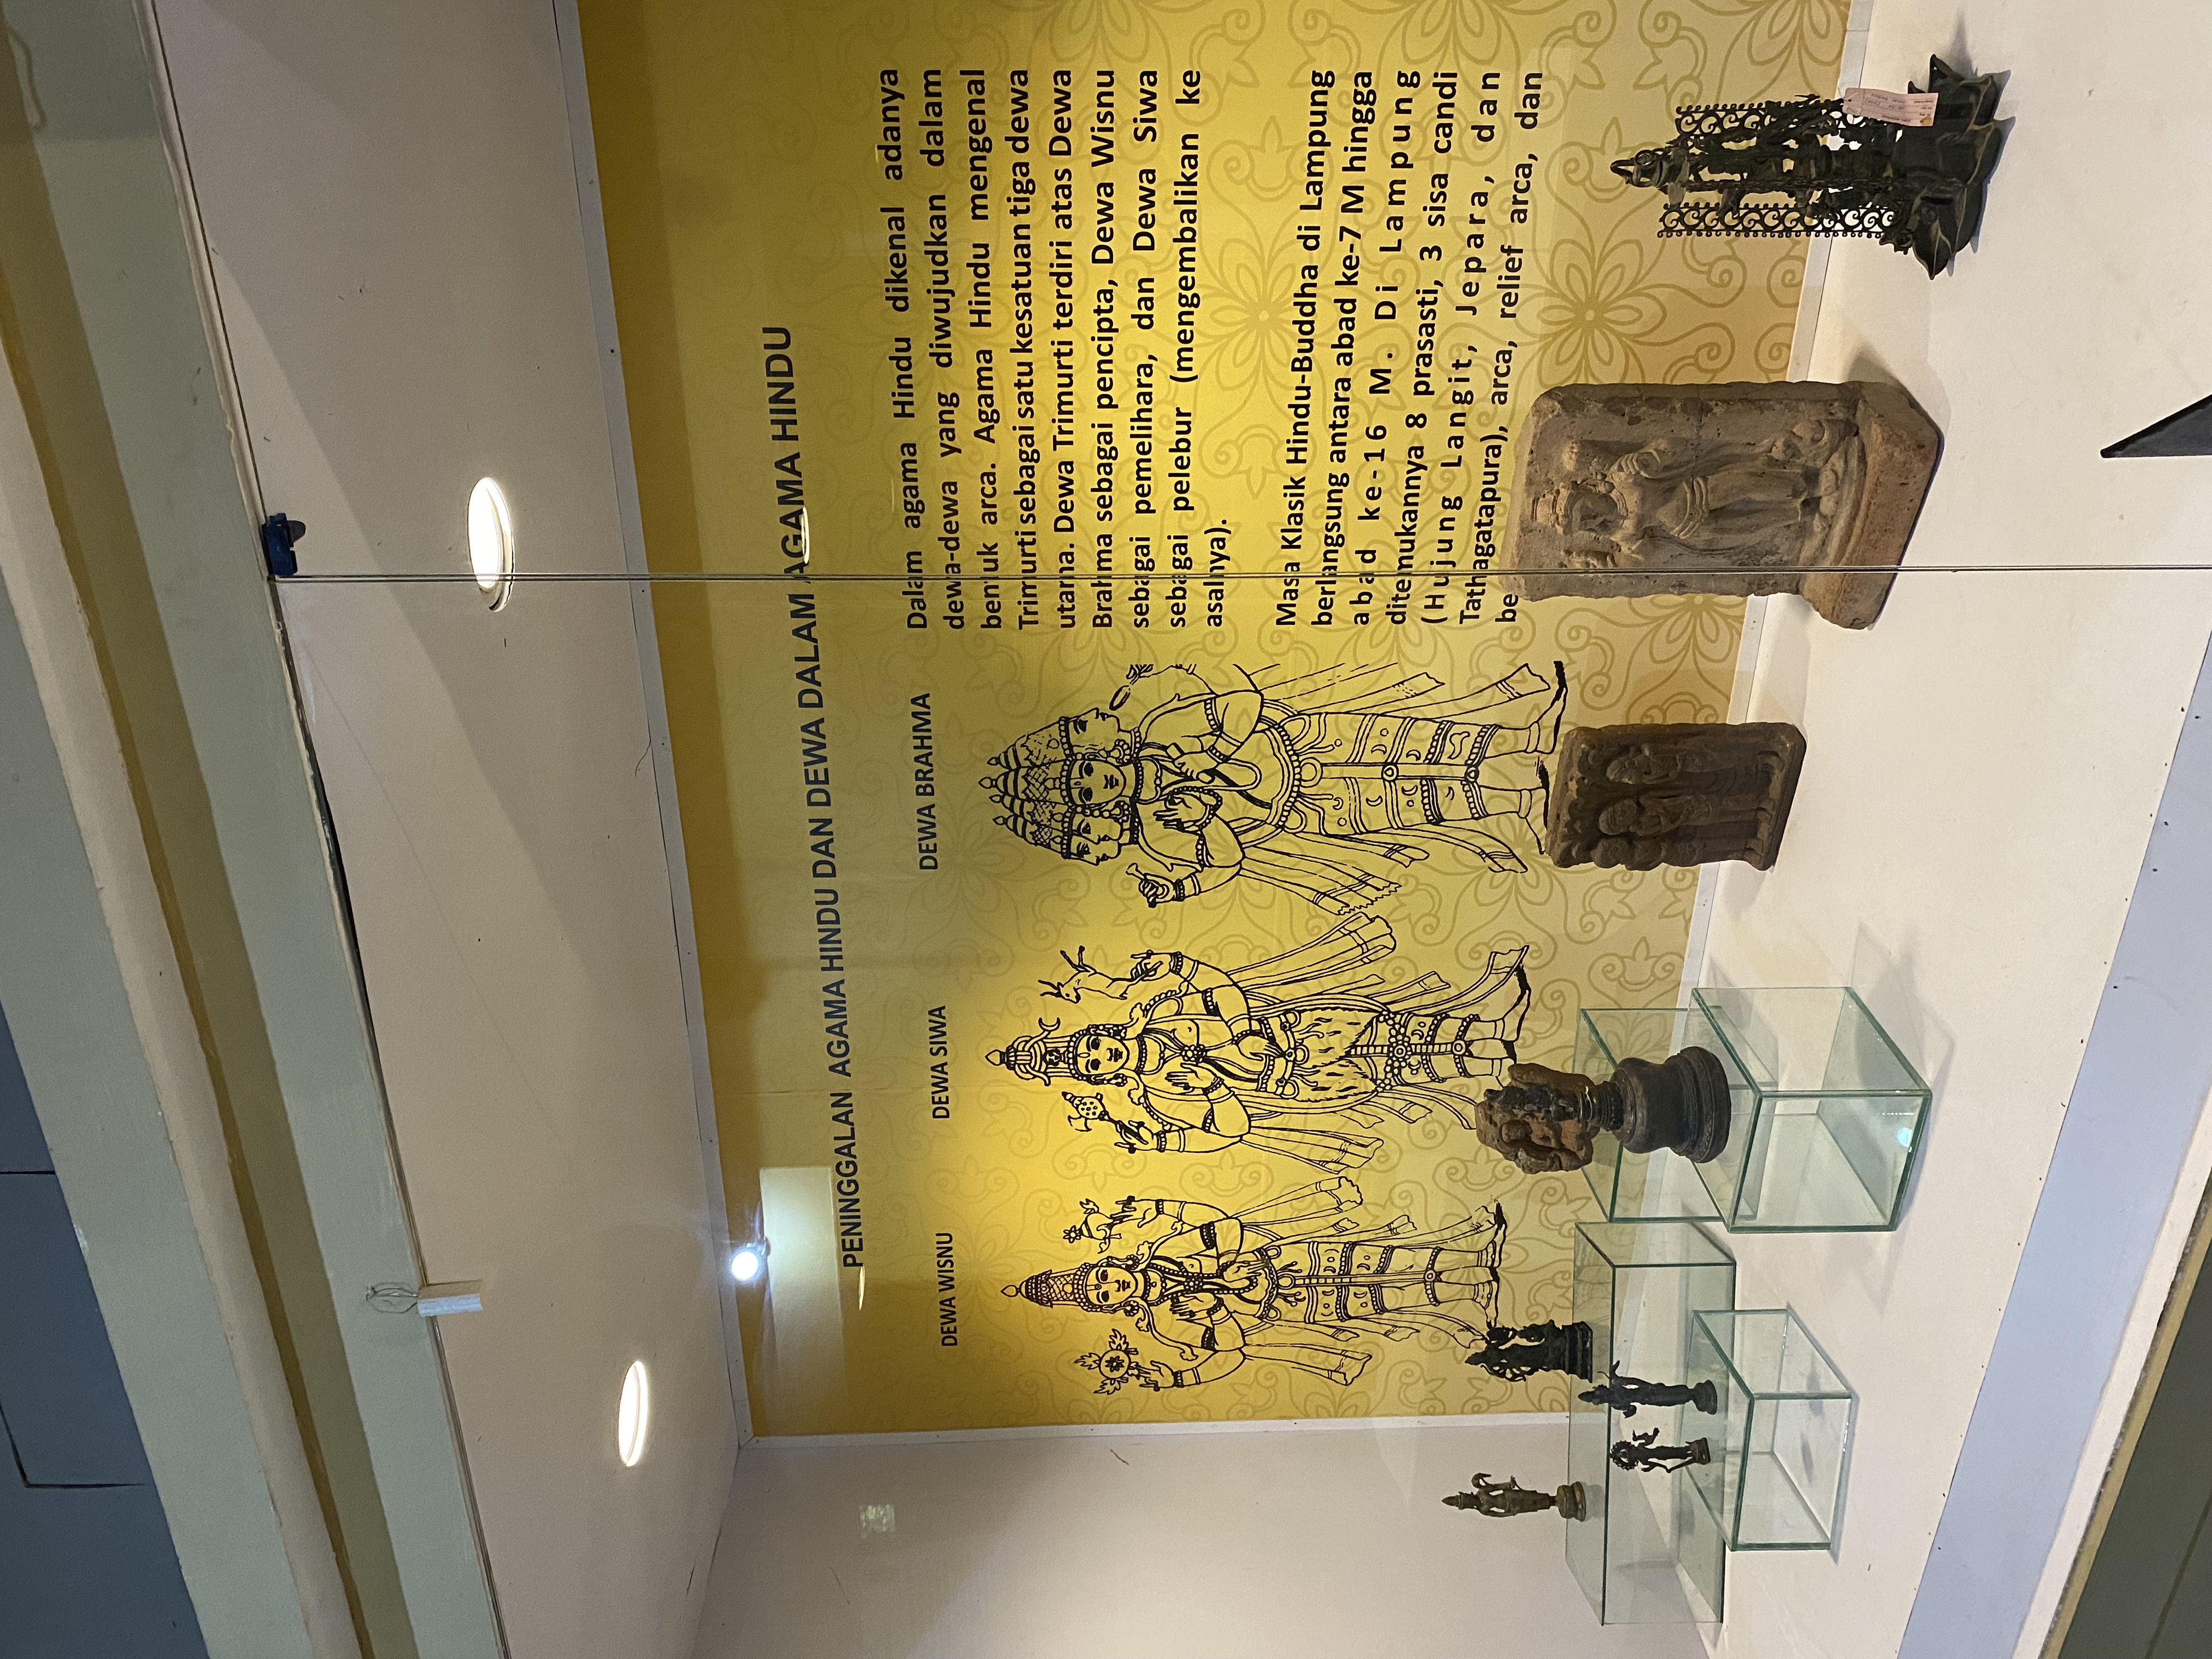 PENINGGALAN AGAMA HINDU DAN DEWA DALAM AGAMA HINDU
DEWA WISNU
DEWA SIWA
DEWA BRAHMA
Dalam agama Hindu dikenal adanya
dewa-dewa yang diwujudkan dalam
bentuk arca. Agama Hindu mengenal
Trimurti sebagai satu kesatuan tiga dewa
utama. Dewa Trimurti terdiri atas Dewa
Brahma sebagai pencipta, Dewa Wisnu
sebagai pemelihara, dan Dewa Siwa
sebagai pelebur (mengembalikan ke
asalnya).
Masa Klasik Hindu-Buddha di Lampung
berlangsung antara abad ke-7 M hingga
abad ke-16 M. Di Lampung
ditemukannya 8 prasasti, 3 sisa candi
(Hujung Langit, Jepara, dan
Tathagatapura), arca, relief arca, dan